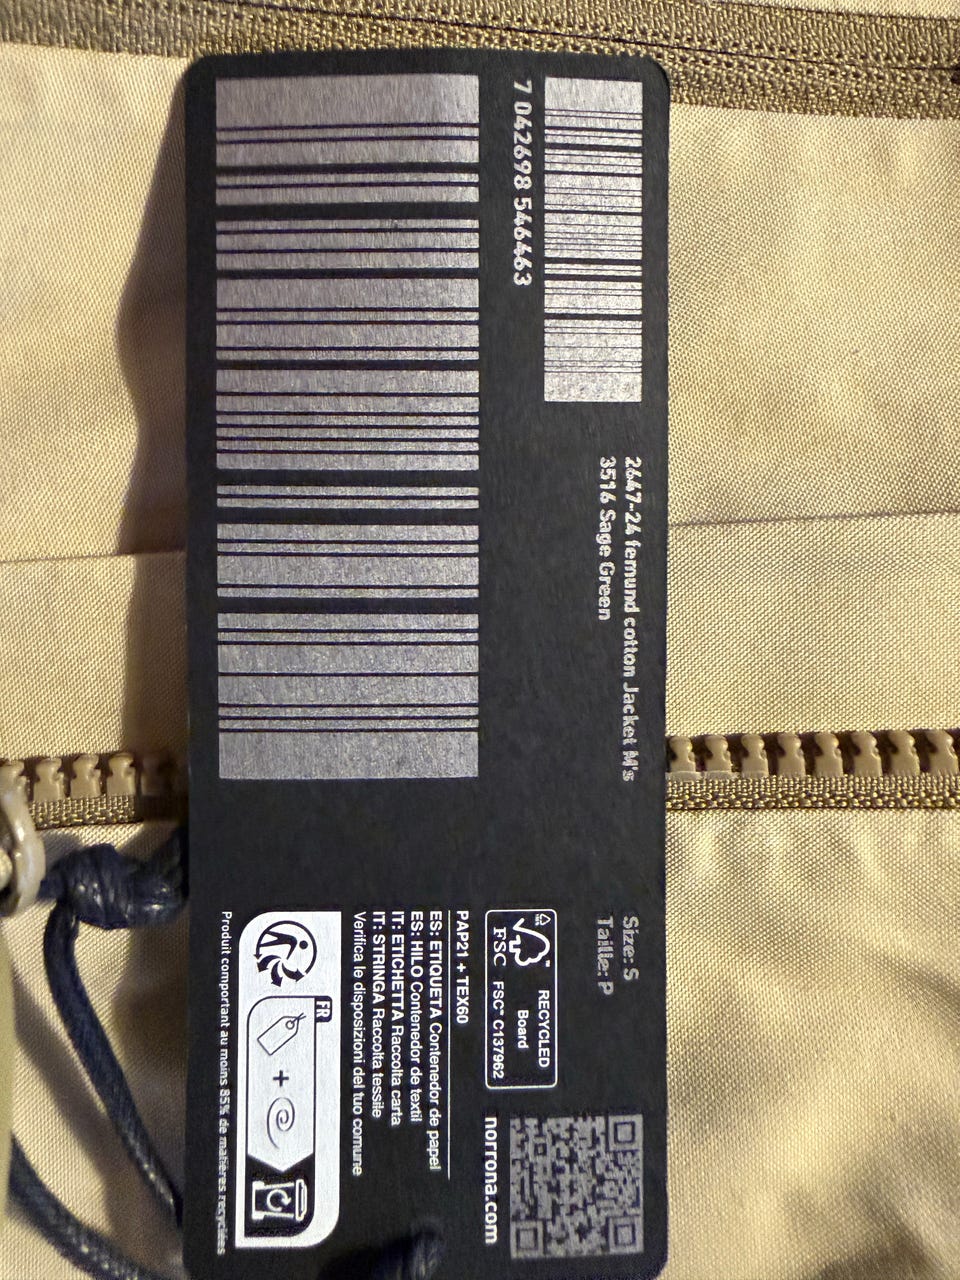 7 042698 546463
2647-24 femund cotton Jacket M's
3516 Sage Green
Size: S
Taille: P
RECYCLED
Board
FSC™ C137962
FSC
norrona.com
PAP21 + TEX60
ES: ETIQUETA Contenedor de papel
ES: HILO Contenedor de textil
IT: ETICHETTA Raccolta carta
IT: STRINGA Raccolta tessile
Verifica le disposizioni del tuo comune
FR
+
Produit comportant au moins 85% de matières recyclées